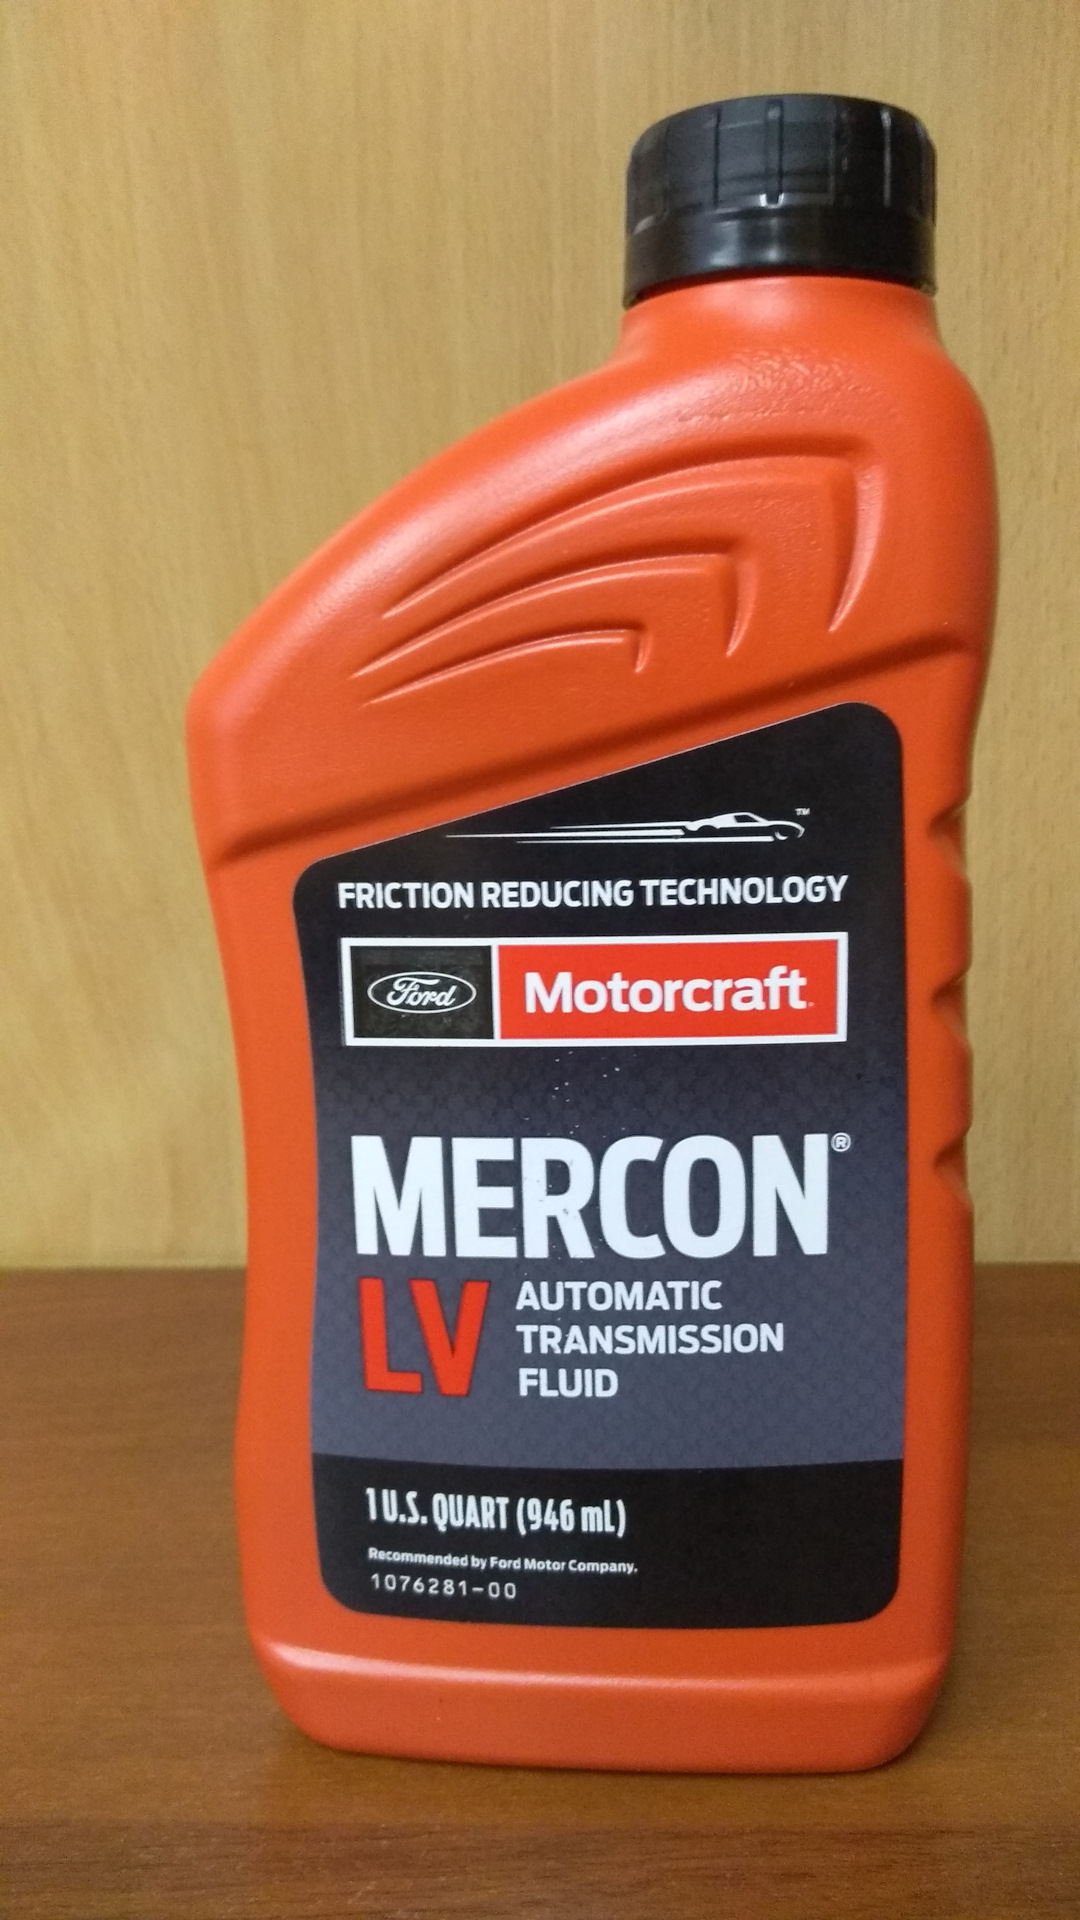 ™
FRICTION REDUCING TECHNOLOGY
Ford Motorcraft
MERCON®
LV AUTOMATIC
TRANSMISSION
FLUID
1 U.S. QUART (946 mL)
Recommended by Ford Motor Company.
1076281-00